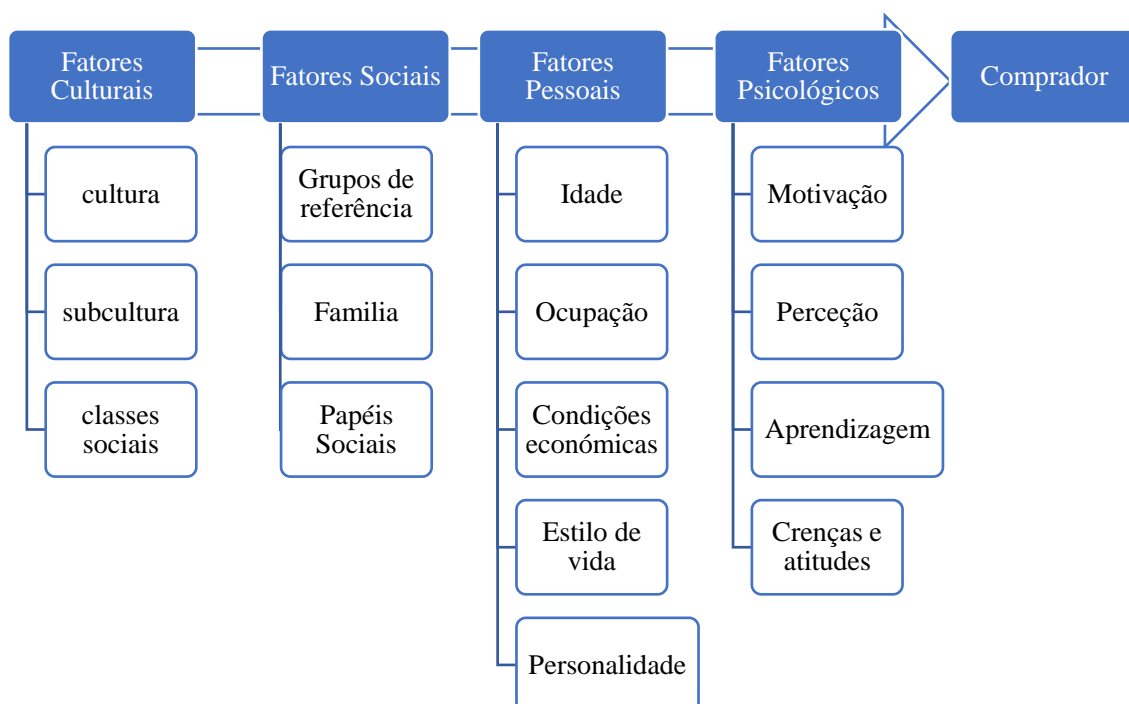 Fatores
Culturais
cultura
subcultura
classes
sociais
Fatores Sociais
Grupos de
referência
Familia
Papéis
Sociais
Fatores
Pessoais
Idade
Ocupação
Condições
económicas
Estilo de
vida
Personalidade
Fatores
Psicológicos
Motivação
Perceção
Aprendizagem
Crenças e
atitudes
Comprador